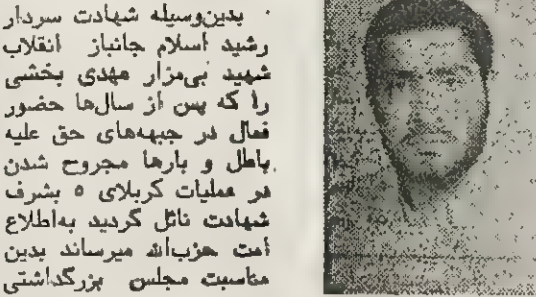 بدین‌وسیله شهادت سردار
رشید اسلام جانباز انقلاب
شهید بی‌مزار مهدی بخشی
را که پس از سال‌ها حضور
فعال در جبهه‌های حق علیه
باطل و بارها مجروح شدن
در عملیات کربلای ۵ بشرف
شهادت نائل گردید به‌اطلاع
امت حزب‌الله میرساند بدین
مناسبت مجلس بزرگداشتی